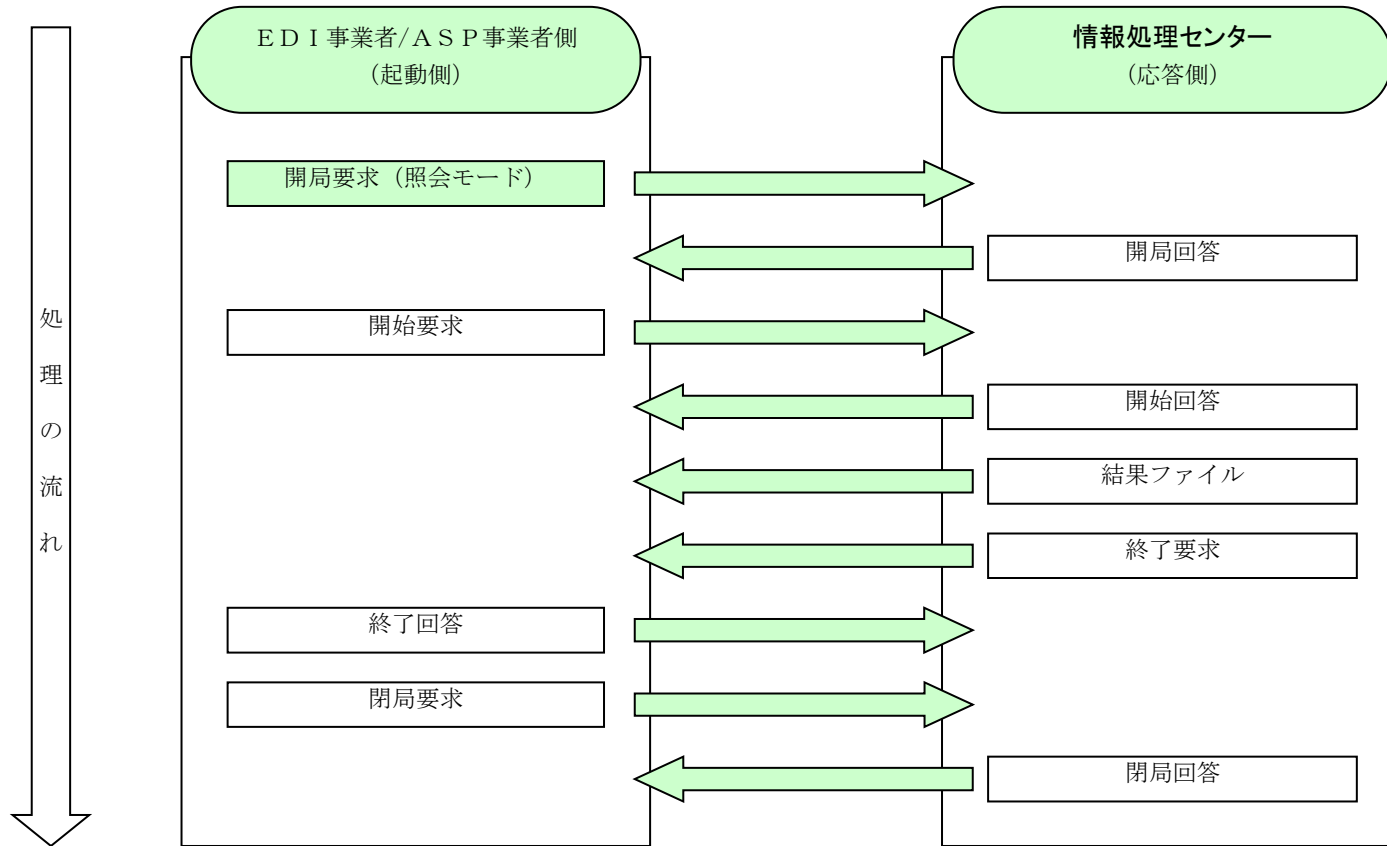 ＥＤＩ事業者/ＡＳＰ事業者側
（起動側）
情報処理センター
（応答側）
処理の流れ
開局要求（照会モード）
開局回答
開始要求
開始回答
結果ファイル
終了要求
終了回答
閉局要求
閉局回答